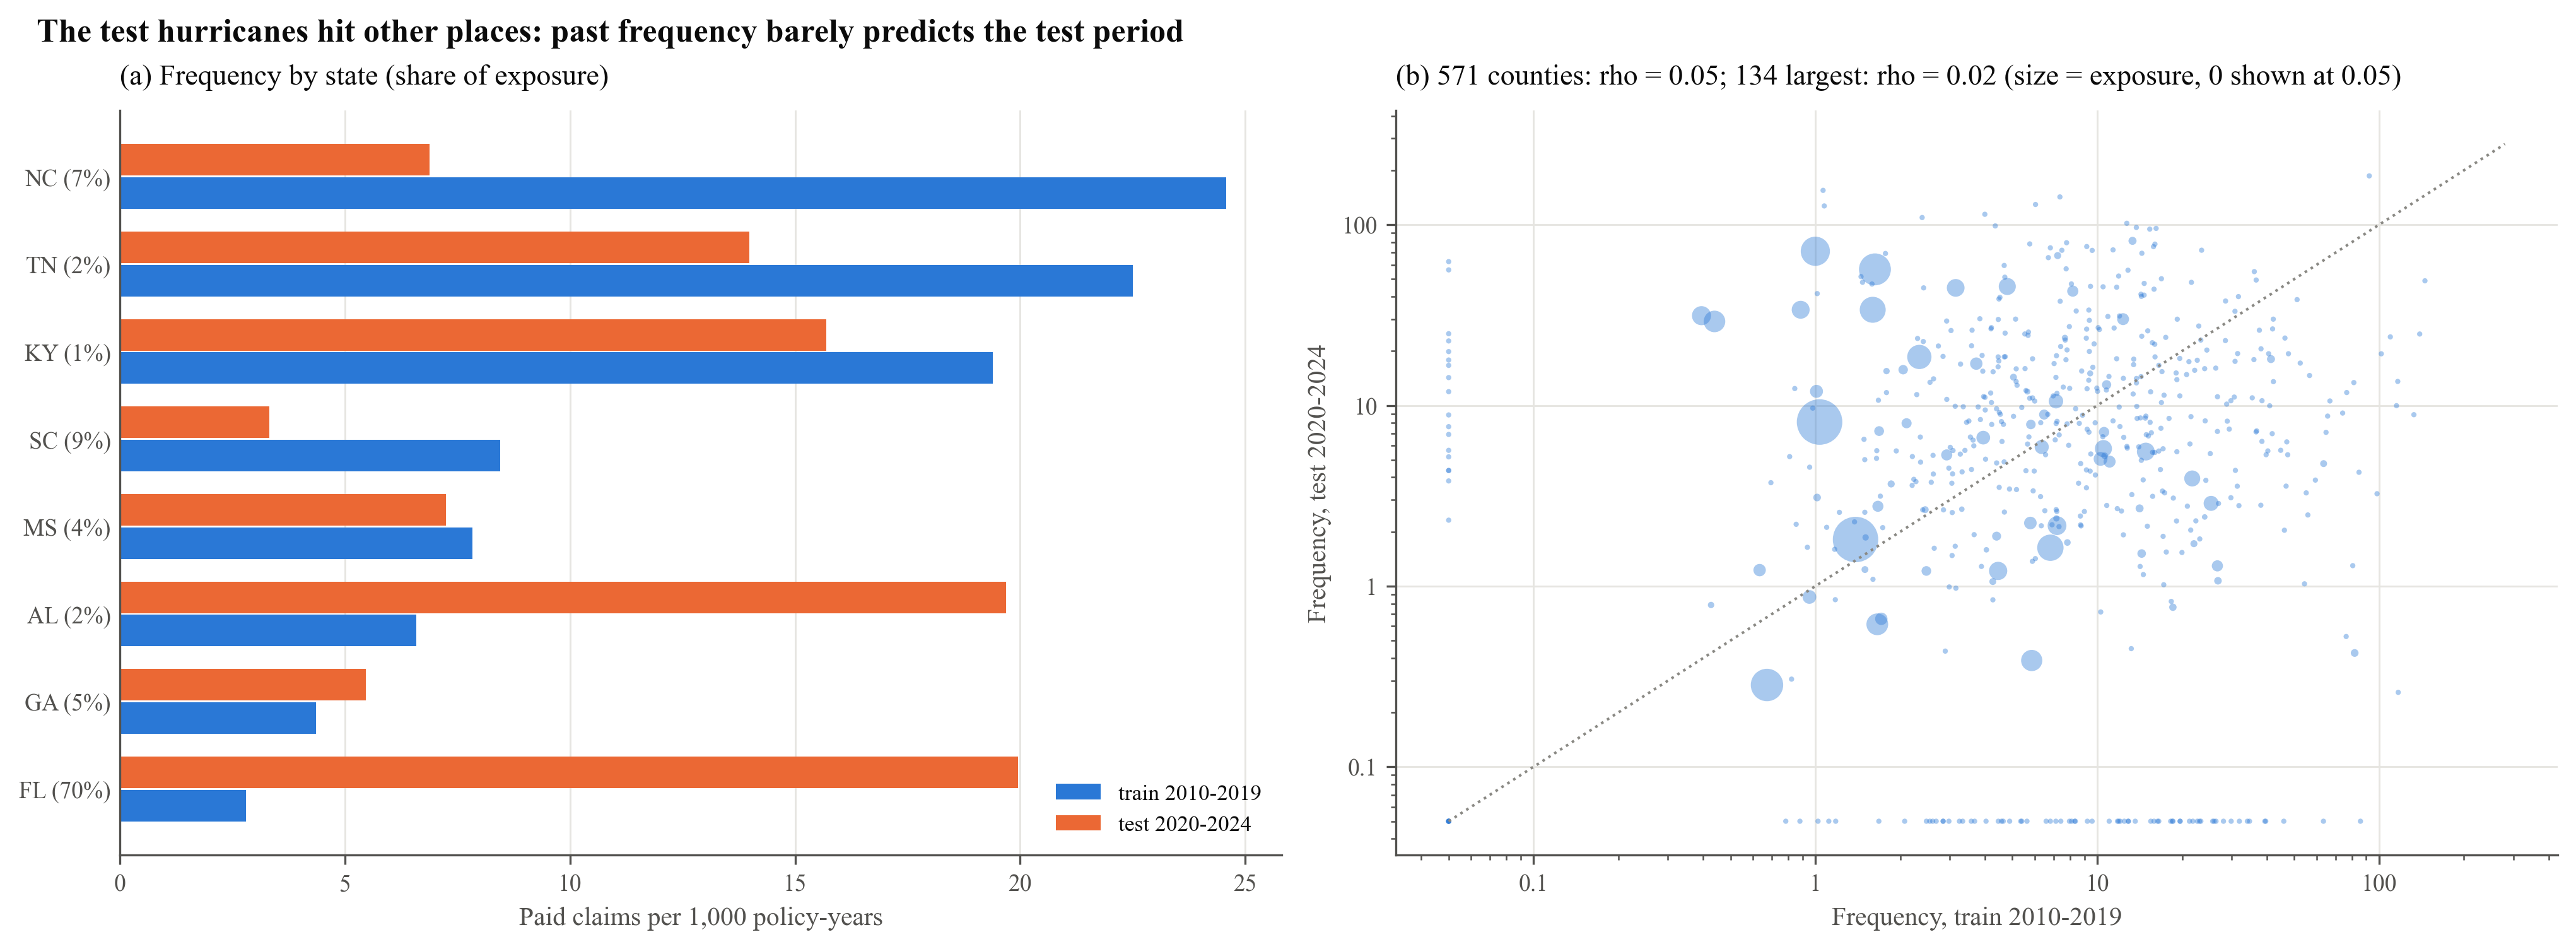 The test hurricanes hit other places: past frequency barely predicts the test period
(a) Frequency by state (share of exposure)
NC (7%)
TN (2%)
KY (1%)
SC (9%)
MS (4%)
AL (2%)
GA (5%)
FL (70%)
train 2010-2019
test 2020-2024
0 5 10 15 20 25
Paid claims per 1,000 policy-years
(b) 571 counties: rho = 0.05; 134 largest: rho = 0.02 (size = exposure, 0 shown at 0.05)
Frequency, test 2020-2024
100
10
1
0.1
0.1 1 10 100
Frequency, train 2010-2019